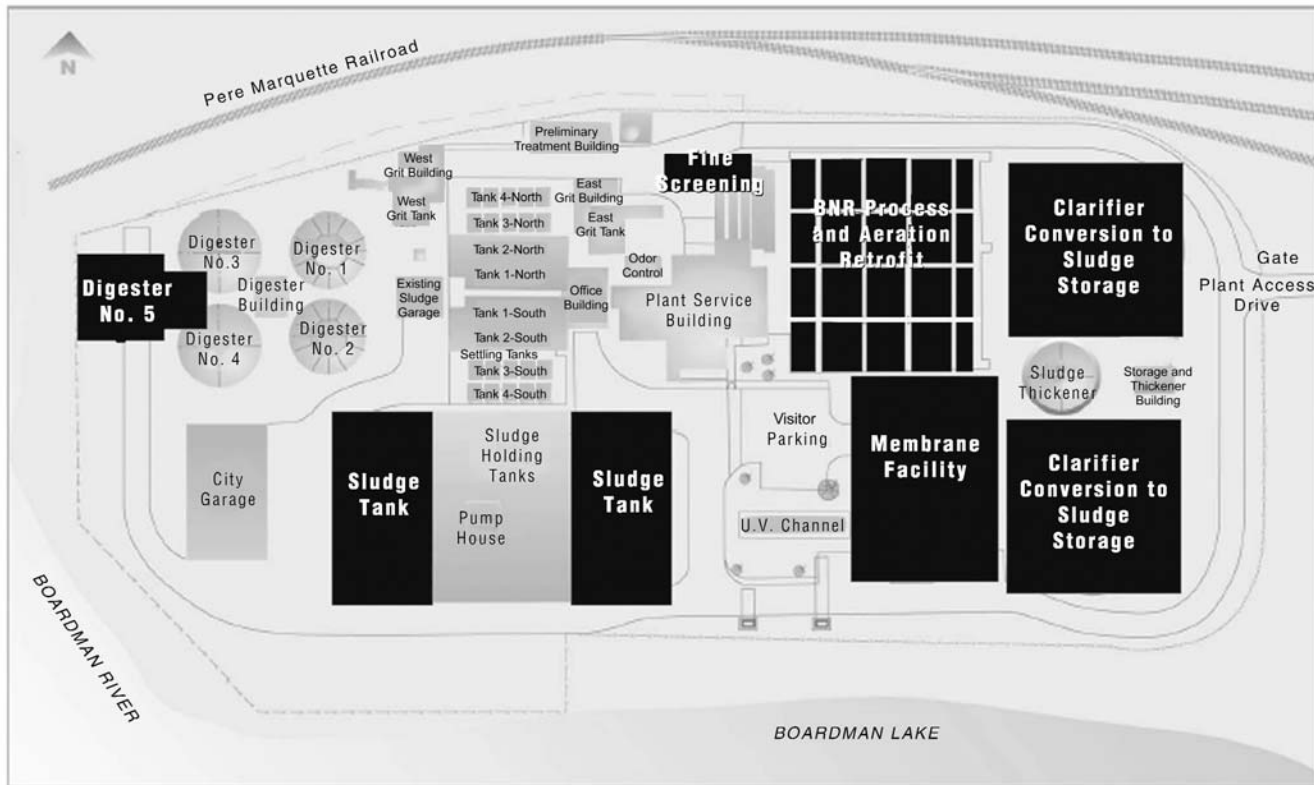 N
Pere Marquette Railroad
Preliminary
Treatment Building
West
Grit Building
West
Grit Tank
Tank 4-North
Tank 3-North
Tank 2-North
Tank 1-North
East
Grit Building
East
Grit Tank
Odor
Control
Fine
Screening
BNR Process
and Aeration
Retrofit
Clarifier
Conversion to
Sludge
Storage
Gate
Plant Access
Drive
Digester
No.3
Digester
No. 1
Digester
No. 5
Digester
Building
Digester
No. 4
Digester
No. 2
Existing
Sludge
Garage
Office
Building
Plant Service
Building
Tank 1-South
Tank 2-South
Settling Tanks
Tank 3-South
Tank 4-South
Sludge
Thickener
Storage and
Thickener
Building
Visitor
Parking
Membrane
Facility
Clarifier
Conversion to
Sludge
Storage
City
Garage
Sludge
Tank
Sludge
Holding
Tanks
Pump
House
Sludge
Tank
U.V. Channel
BOARDMAN RIVER
BOARDMAN LAKE